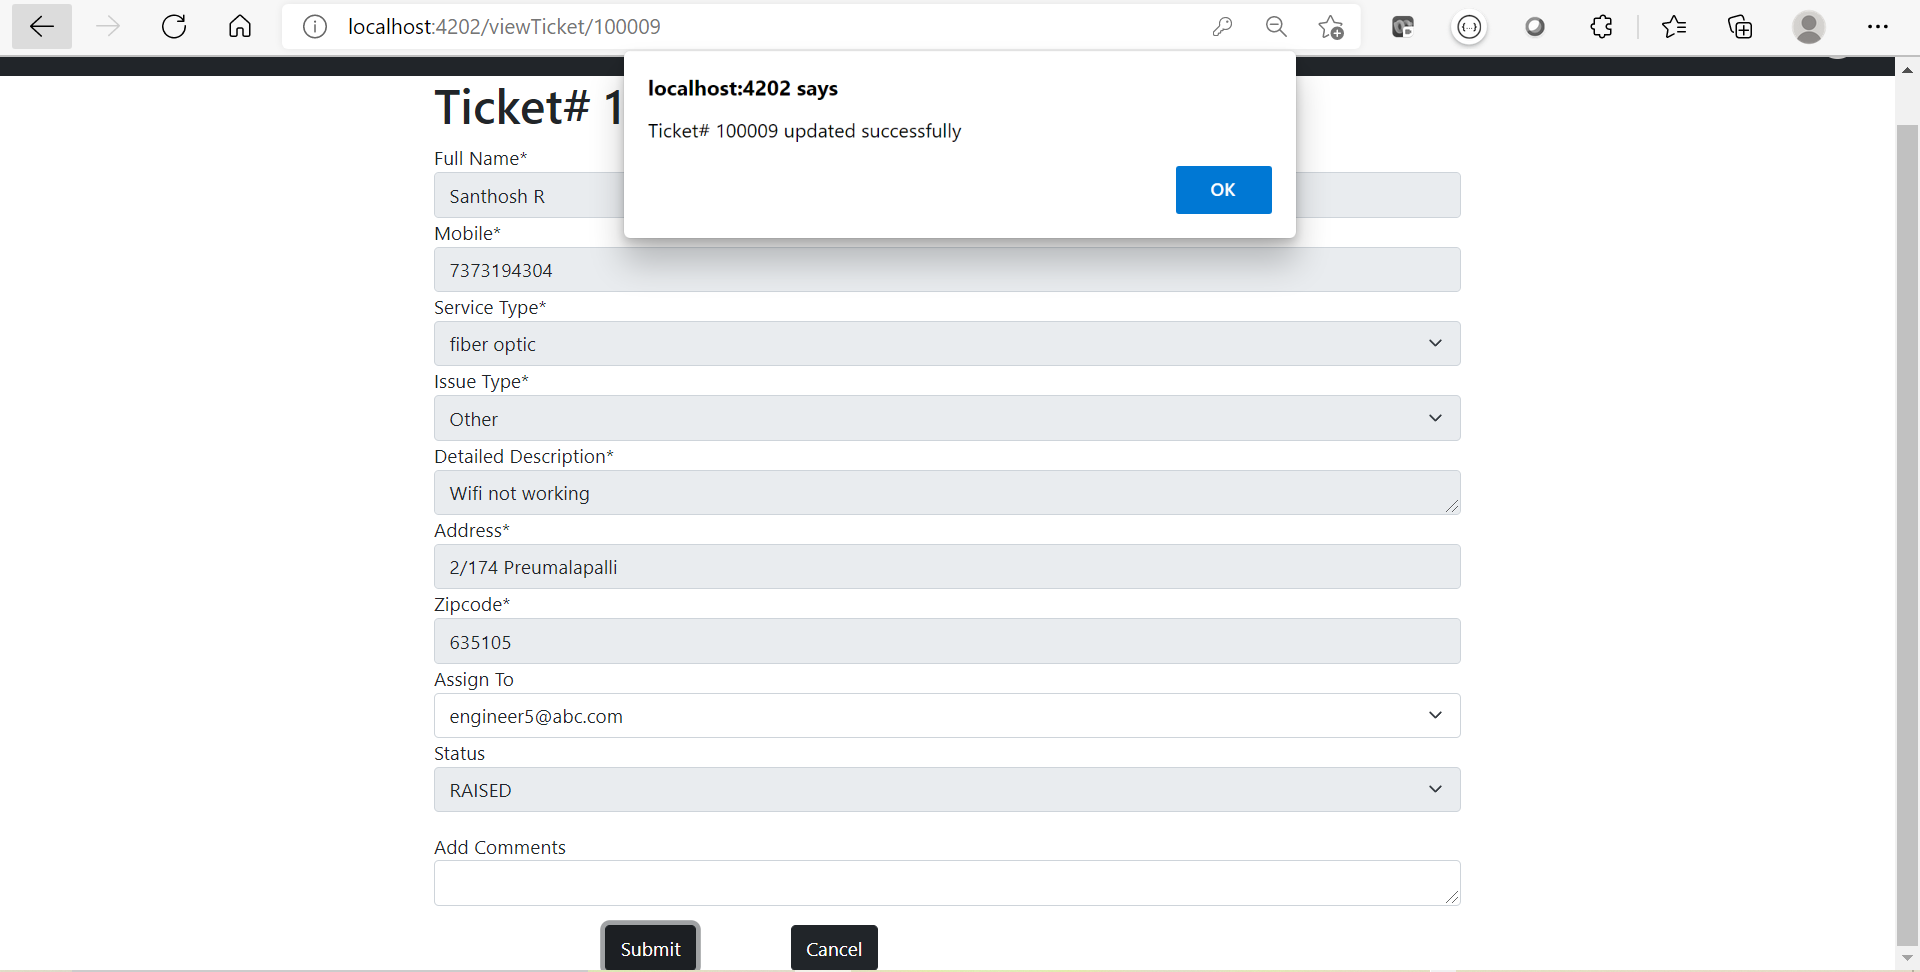 localhost:4202/viewTicket/100009
localhost:4202 says
Ticket# 100009 updated successfully
OK
Ticket# 1
Full Name*
Santhosh R
Mobile*
7373194304
Service Type*
fiber optic
Issue Type*
Other
Detailed Description*
Wifi not working
Address*
2/174 Preumalapalli
Zipcode*
635105
Assign To
engineer5@abc.com
Status
RAISED
Add Comments
Submit Cancel